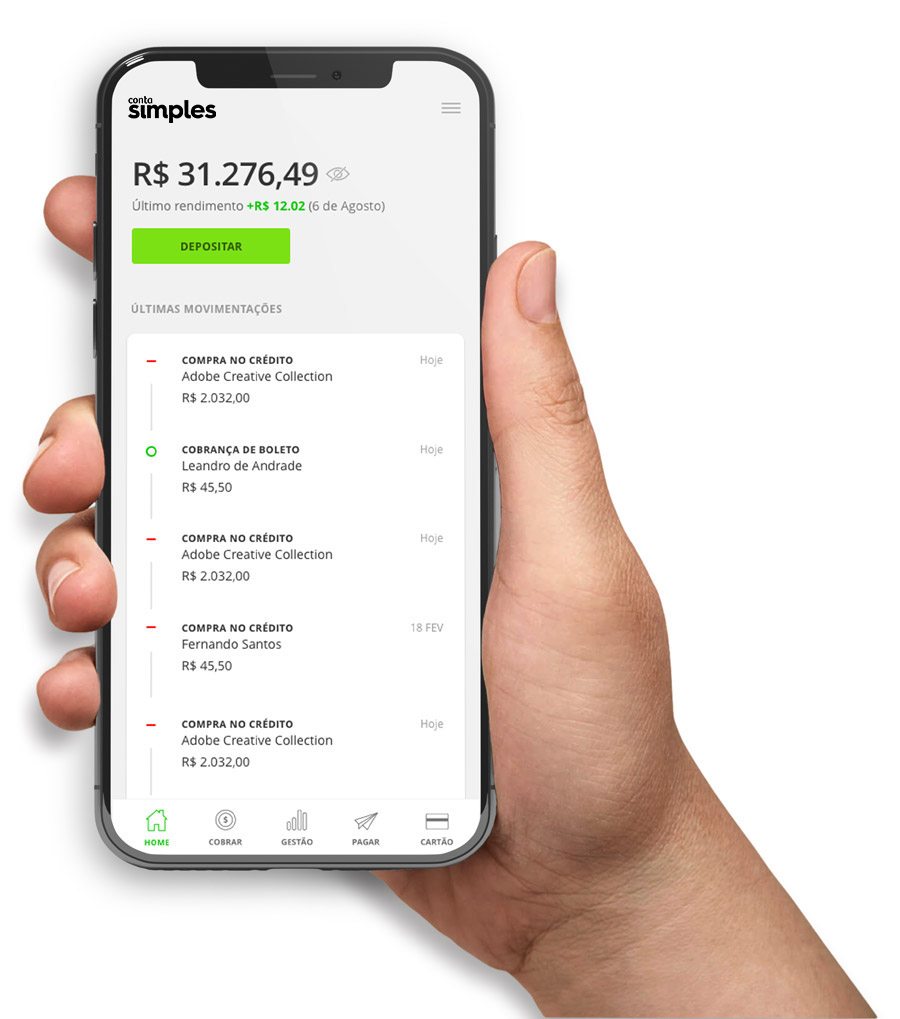 conta
simples
R$ 31.276,49
Último rendimento +R$ 12.02 (6 de Agosto)
DEPOSITAR
ÚLTIMAS MOVIMENTAÇÕES
COMPRA NO CRÉDITO Hoje
Adobe Creative Collection
R$ 2.032,00
COBRANÇA DE BOLETO Hoje
Leandro de Andrade
R$ 45,50
COMPRA NO CRÉDITO Hoje
Adobe Creative Collection
R$ 2.032,00
COMPRA NO CRÉDITO 18 FEV
Fernando Santos
R$ 45,50
COMPRA NO CRÉDITO Hoje
Adobe Creative Collection
R$ 2.032,00
HOME COBRAR GESTÃO PAGAR CARTÃO